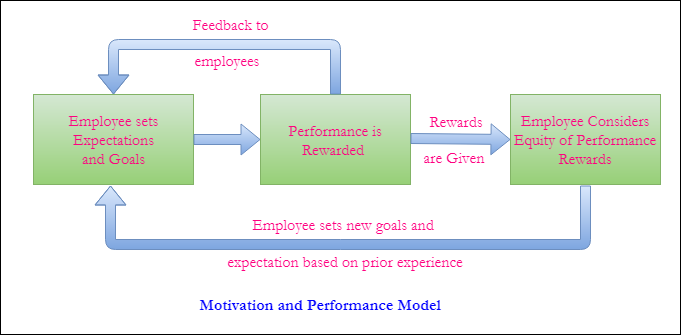 Feedback to
employees
Employee sets
Expectations
and Goals
Performance is
Rewarded
Rewards
are Given
Employee Considers
Equity of Performance
Rewards
Employee sets new goals and
expectation based on prior experience
Motivation and Performance Model